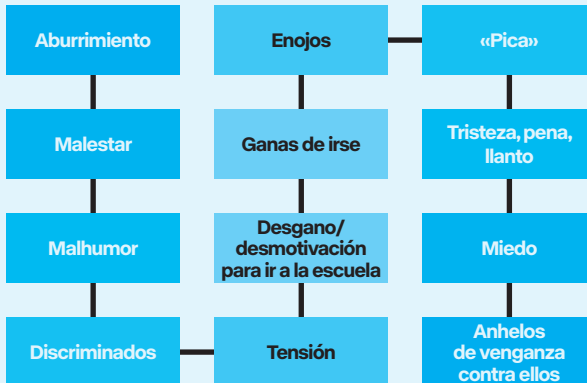 Aburrimiento
Malestar
Malhumor
Discriminados
Tensión
Desgano/
desmotivación
para ir a la escuela
Ganas de irse
Enojos
«Pica»
Tristeza, pena,
llanto
Miedo
Anhelos
de venganza
contra ellos